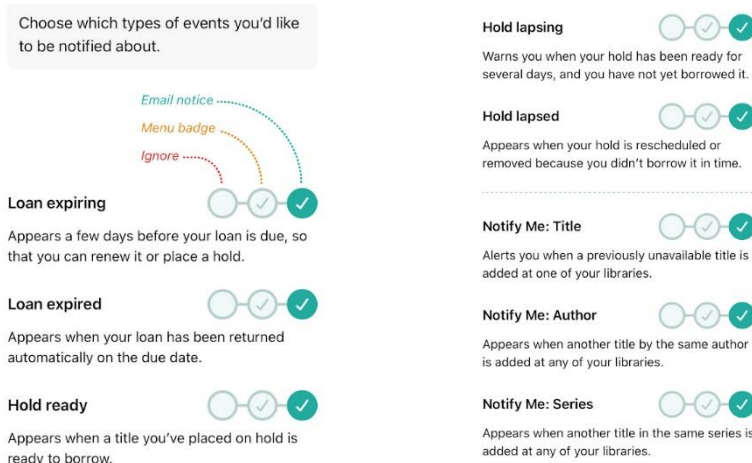 Choose which types of events you'd like
to be notified about.
Email notice
Menu badge
Ignore
Loan expiring
Appears a few days before your loan is due, so
that you can renew it or place a hold.
Loan expired
Appears when your loan has been returned
automatically on the due date.
Hold ready
Appears when a title you've placed on hold is
ready to borrow.
Hold lapsing
Warns you when your hold has been ready for
several days, and you have not yet borrowed it.
Hold lapsed
Appears when your hold is rescheduled or
removed because you didn't borrow it in time.
Notify Me: Title
Alerts you when a previously unavailable title is
added at one of your libraries.
Notify Me: Author
Appears when another title by the same author
is added at any of your libraries.
Notify Me: Series
Appears when another title in the same series is
added at any of your libraries.